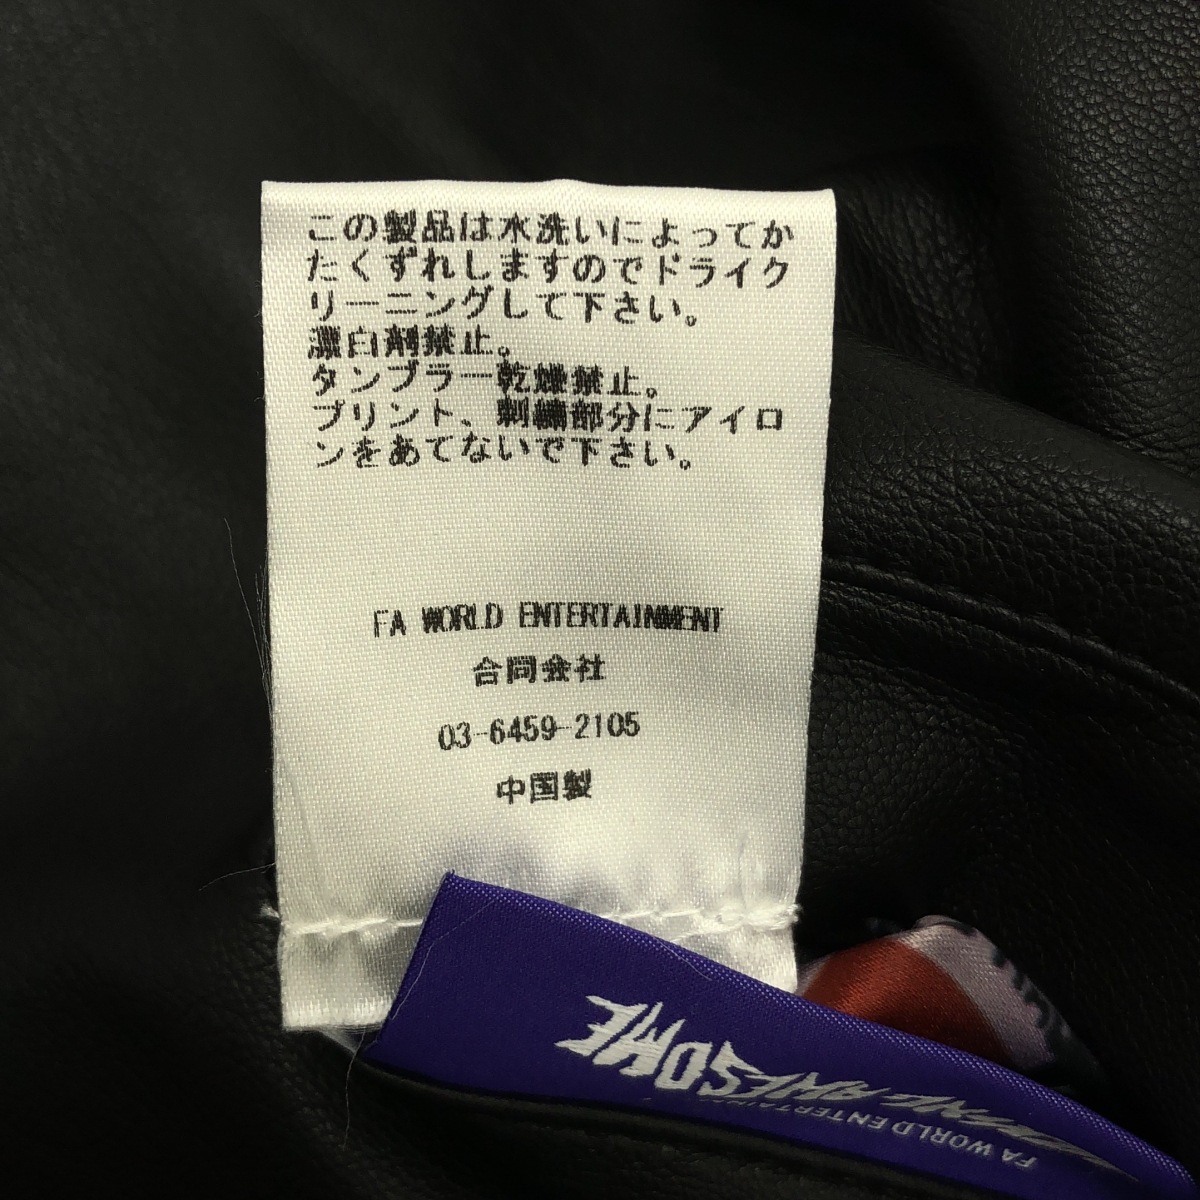 この製品は水洗いによってか
たくずれしますのでドライク
リーニングして下さい。
漂白剤禁止。
タンブラー乾燥禁止。
プリント、刺繍部分にアイロ
ンをあてないで下さい。
FA WORLD ENTERTAINMENT
合同会社
03-6459-2105
中国製
AWESOME
FA WORLD ENTERTAI